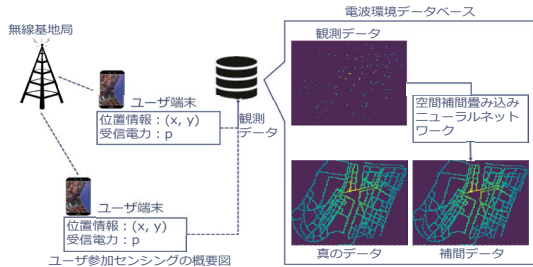 電波環境データベース
無線基地局
観測データ
ユーザ端末
位置情報：(x, y)
受信電力：p
観測
データ
空間補間畳み込み
ニューラルネット
ワーク
ユーザ端末
位置情報：(x, y)
受信電力：p
真のデータ
補間データ
ユーザ参加センシングの概要図